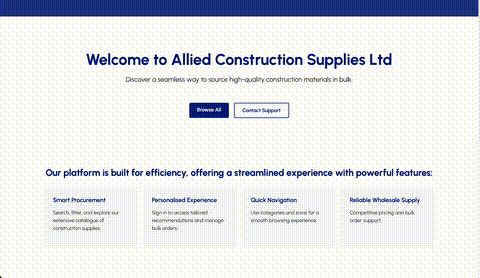 Welcome to Allied Construction Supplies Ltd
Discover a seamless way to source high-quality construction materials in bulk.
Browse All
Contact Support
Our platform is built for efficiency, offering a streamlined experience with powerful features:
Smart Procurement
Search, filter, and explore our
extensive catalogue of
construction supplies.
Personalised Experience
Sign in to access tailored
recommendations and manage
bulk orders.
Quick Navigation
Use categories and icons for a
smooth browsing experience.
Reliable Wholesale Supply
Competitive pricing and bulk
order support.